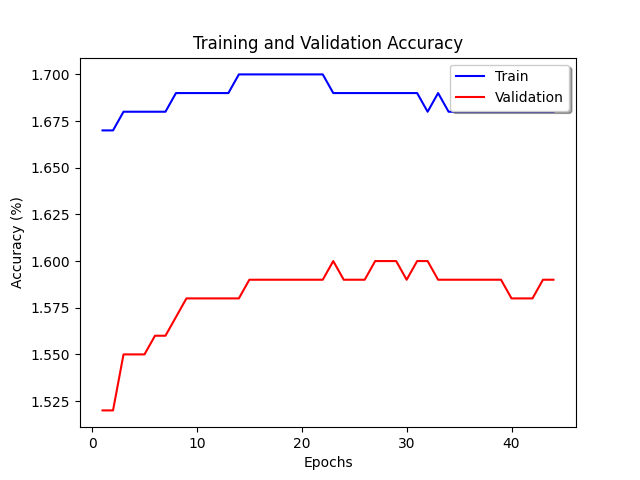 Training and Validation Accuracy
Train
Validation
1.700
1.675
1.650
1.625
1.600
1.575
1.550
1.525
Accuracy (%)
0 10 20 30 40
Epochs